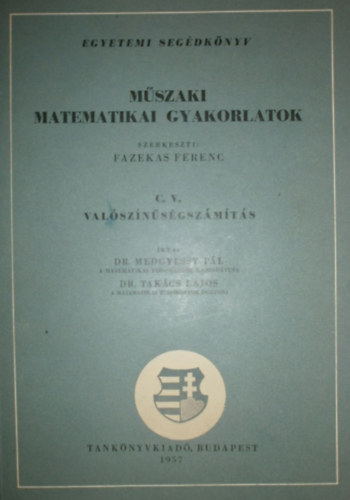 EGYETEMI SEGÉDKÖNYV
MŰSZAKI
MATEMATIKAI GYAKORLATOK
SZERKESZTI:
FAZEKAS FERENC
C. V.
VALÓSZÍNŰSÉGSZÁMÍTÁS
DR. MEDGYESSY PÁL
DR. TAKÁCS LAJOS
TANKÖNYVKIADÓ, BUDAPEST
1957